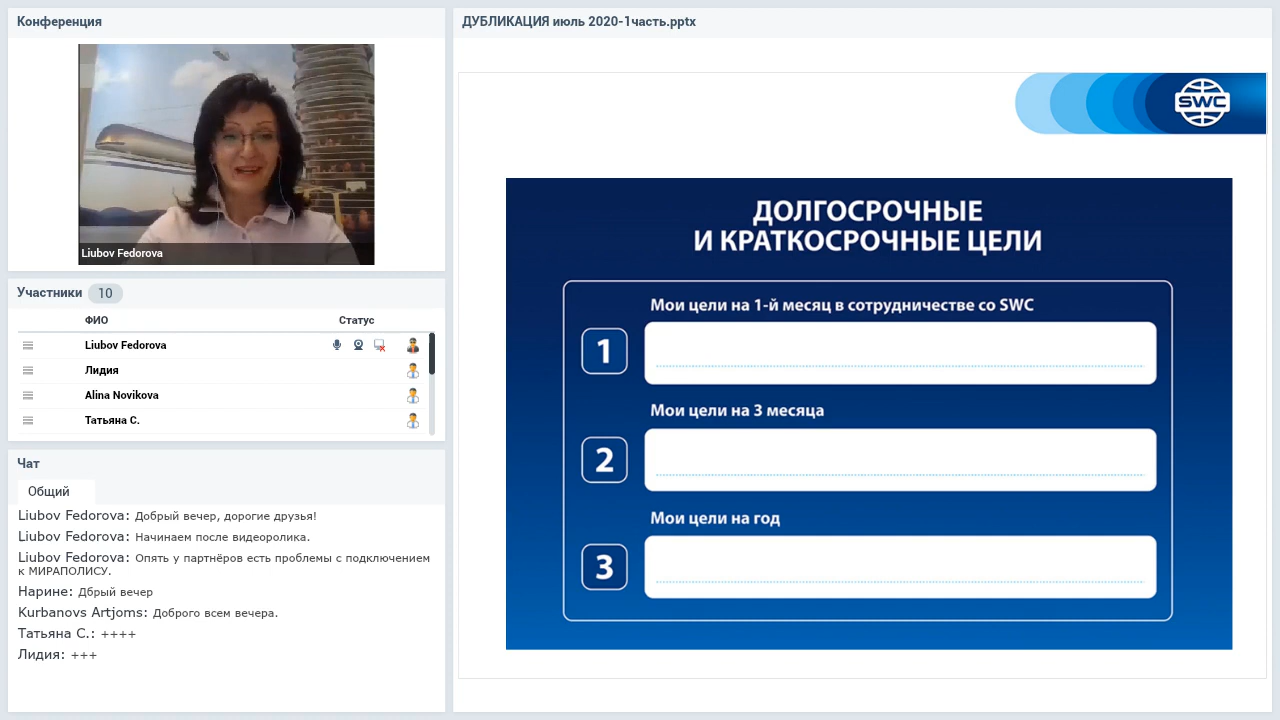 Конференция
Liubov Fedorova
Участники 10
ФИО Статус
Liubov Fedorova
Лидия
Alina Novikova
Татьяна С.
Чат
Общий
Liubov Fedorova: Добрый вечер, дорогие друзья!
Liubov Fedorova: Начинаем после видеоролика.
Liubov Fedorova: Опять у партнёров есть проблемы с подключением
к МИРАПОЛИСУ.
Нарине: Дбрый вечер
Kurbanovs Artjoms: Доброго всем вечера.
Татьяна С.: ++++
Лидия: +++
ДУБЛИКАЦИЯ июль 2020-1часть.pptx
SWC
ДОЛГОСРОЧНЫЕ
И КРАТКОСРОЧНЫЕ ЦЕЛИ
Мои цели на 1-й месяц в сотрудничестве со SWC
1
Мои цели на 3 месяца
2
Мои цели на год
3